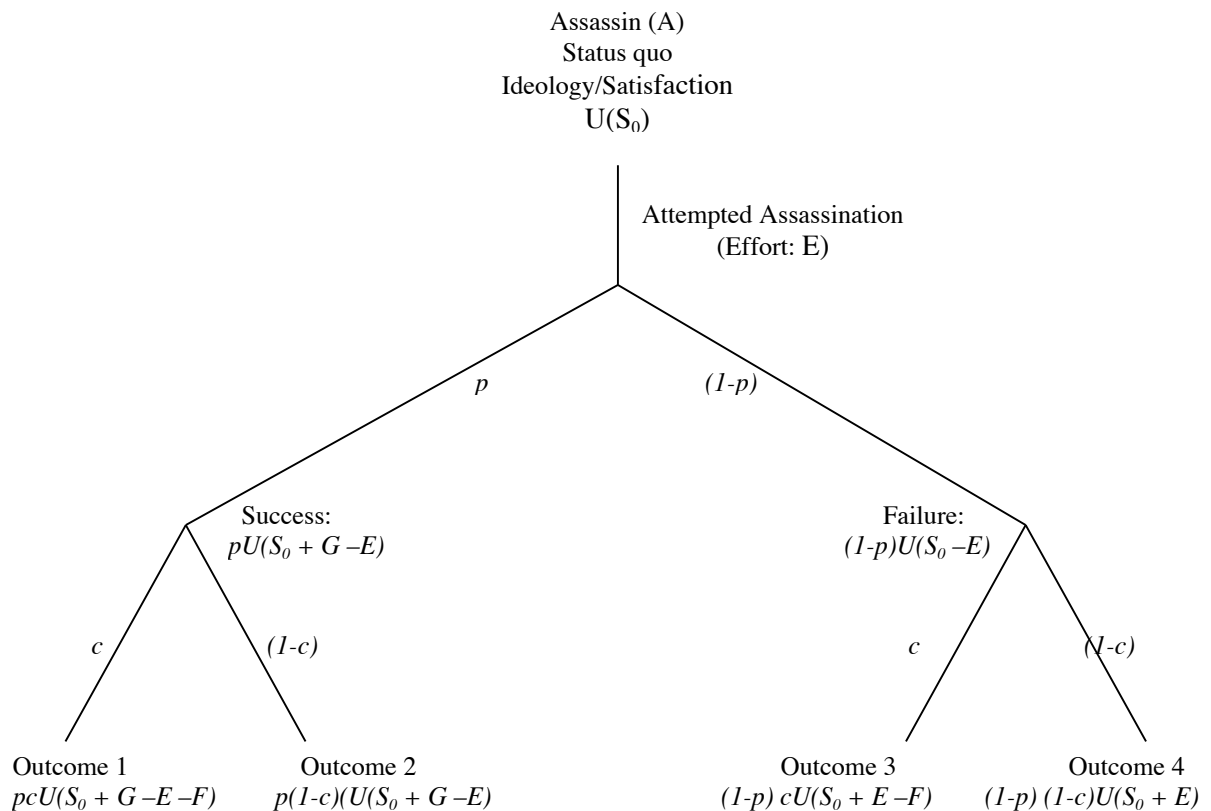 Assassin (A)
Status quo
Ideology/Satisfaction
U(S₀)
Attempted Assassination
(Effort: E)
p
(1-p)
Success:
pU(S₀ + G –E)
Failure:
(1-p)U(S₀ –E)
c
(1-c)
c
(1-c)
Outcome 1
pcU(S₀ + G –E –F)
Outcome 2
p(1-c)(U(S₀ + G –E)
Outcome 3
(1-p) cU(S₀ + E –F)
Outcome 4
(1-p) (1-c)U(S₀ + E)